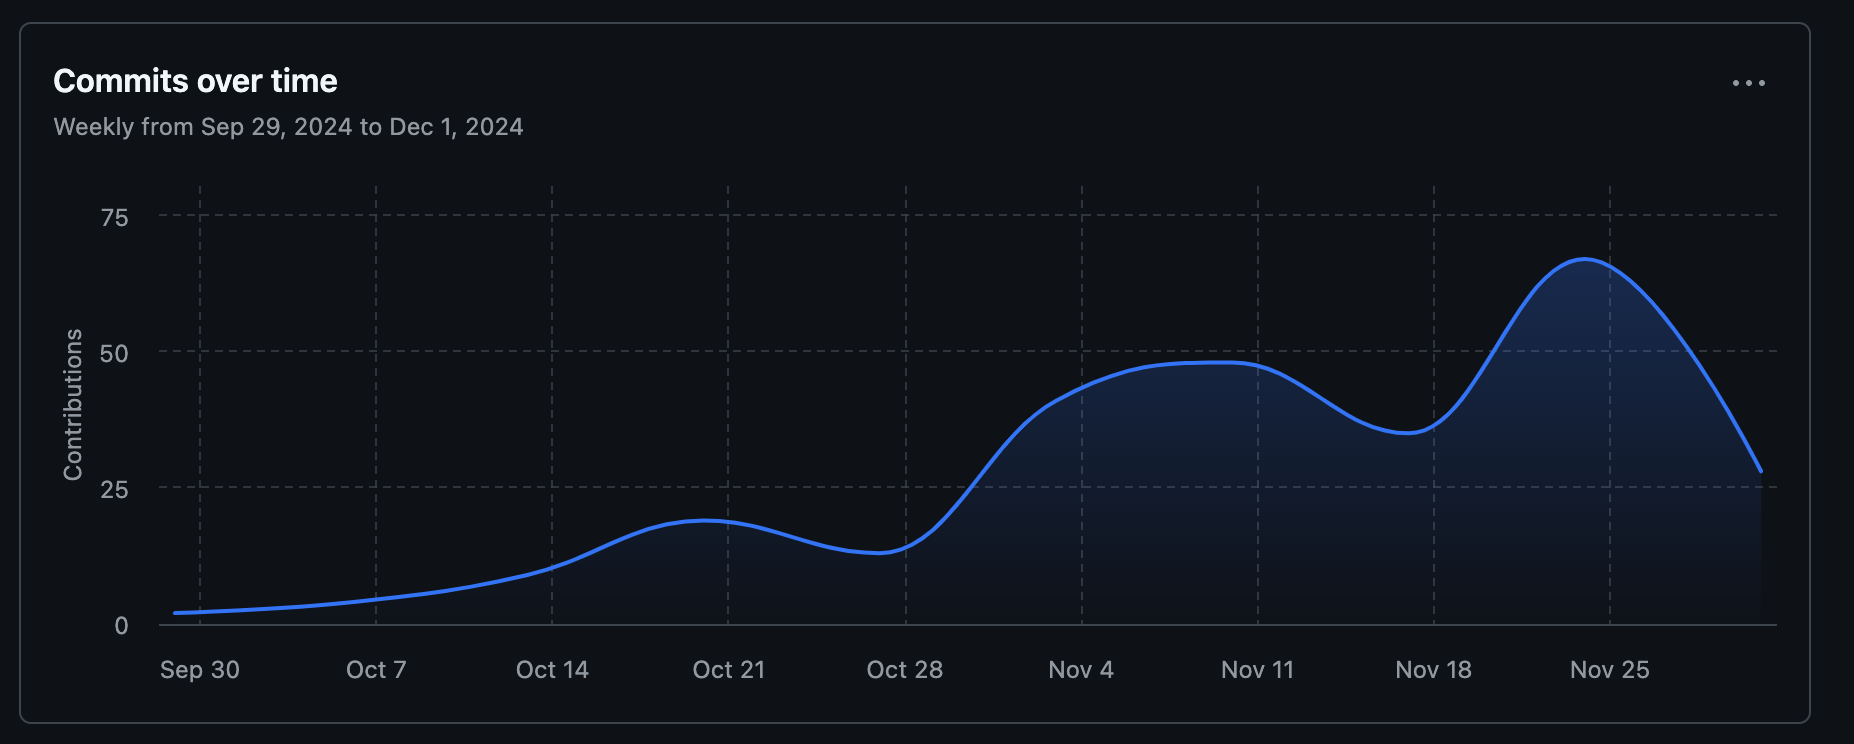 Commits over time
Weekly from Sep 29, 2024 to Dec 1, 2024
Contributions
75
50
25
0
Sep 30 Oct 7 Oct 14 Oct 21 Oct 28 Nov 4 Nov 11 Nov 18 Nov 25